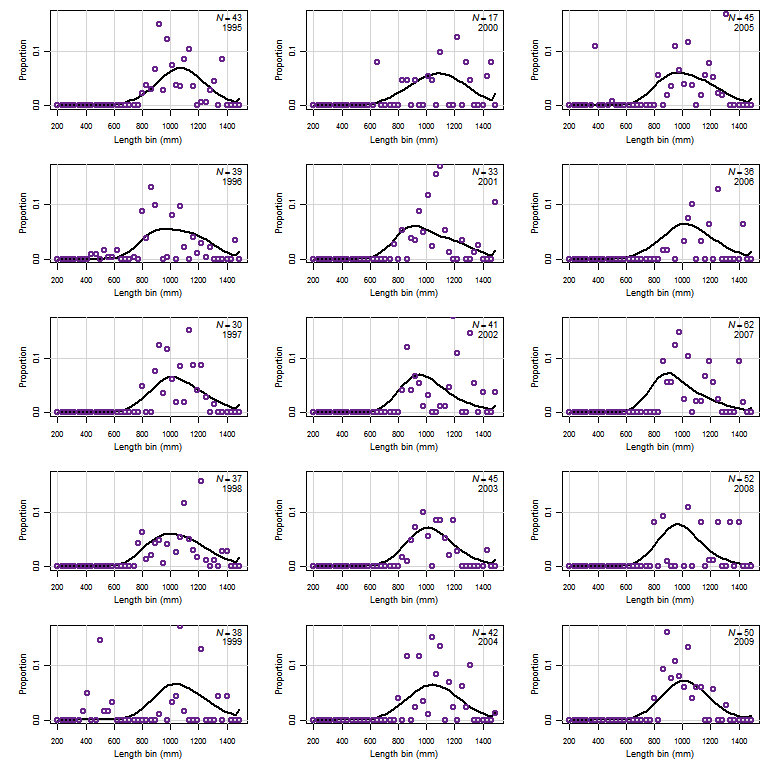 N = 43
1995
Proportion
0.1
0.0
200 400 600 800 1000 1200 1400
Length bin (mm)
N = 17
2000
Proportion
0.1
0.0
200 400 600 800 1000 1200 1400
Length bin (mm)
N = 45
2005
Proportion
0.1
0.0
200 400 600 800 1000 1200 1400
Length bin (mm)
N = 39
1996
Proportion
0.1
0.0
200 400 600 800 1000 1200 1400
Length bin (mm)
N = 33
2001
Proportion
0.1
0.0
200 400 600 800 1000 1200 1400
Length bin (mm)
N = 36
2006
Proportion
0.1
0.0
200 400 600 800 1000 1200 1400
Length bin (mm)
N = 30
1997
Proportion
0.1
0.0
200 400 600 800 1000 1200 1400
Length bin (mm)
N = 41
2002
Proportion
0.1
0.0
200 400 600 800 1000 1200 1400
Length bin (mm)
N = 62
2007
Proportion
0.1
0.0
200 400 600 800 1000 1200 1400
Length bin (mm)
N = 37
1998
Proportion
0.1
0.0
200 400 600 800 1000 1200 1400
Length bin (mm)
N = 45
2003
Proportion
0.1
0.0
200 400 600 800 1000 1200 1400
Length bin (mm)
N = 52
2008
Proportion
0.1
0.0
200 400 600 800 1000 1200 1400
Length bin (mm)
N = 38
1999
Proportion
0.1
0.0
200 400 600 800 1000 1200 1400
Length bin (mm)
N = 42
2004
Proportion
0.1
0.0
200 400 600 800 1000 1200 1400
Length bin (mm)
N = 50
2009
Proportion
0.1
0.0
200 400 600 800 1000 1200 1400
Length bin (mm)